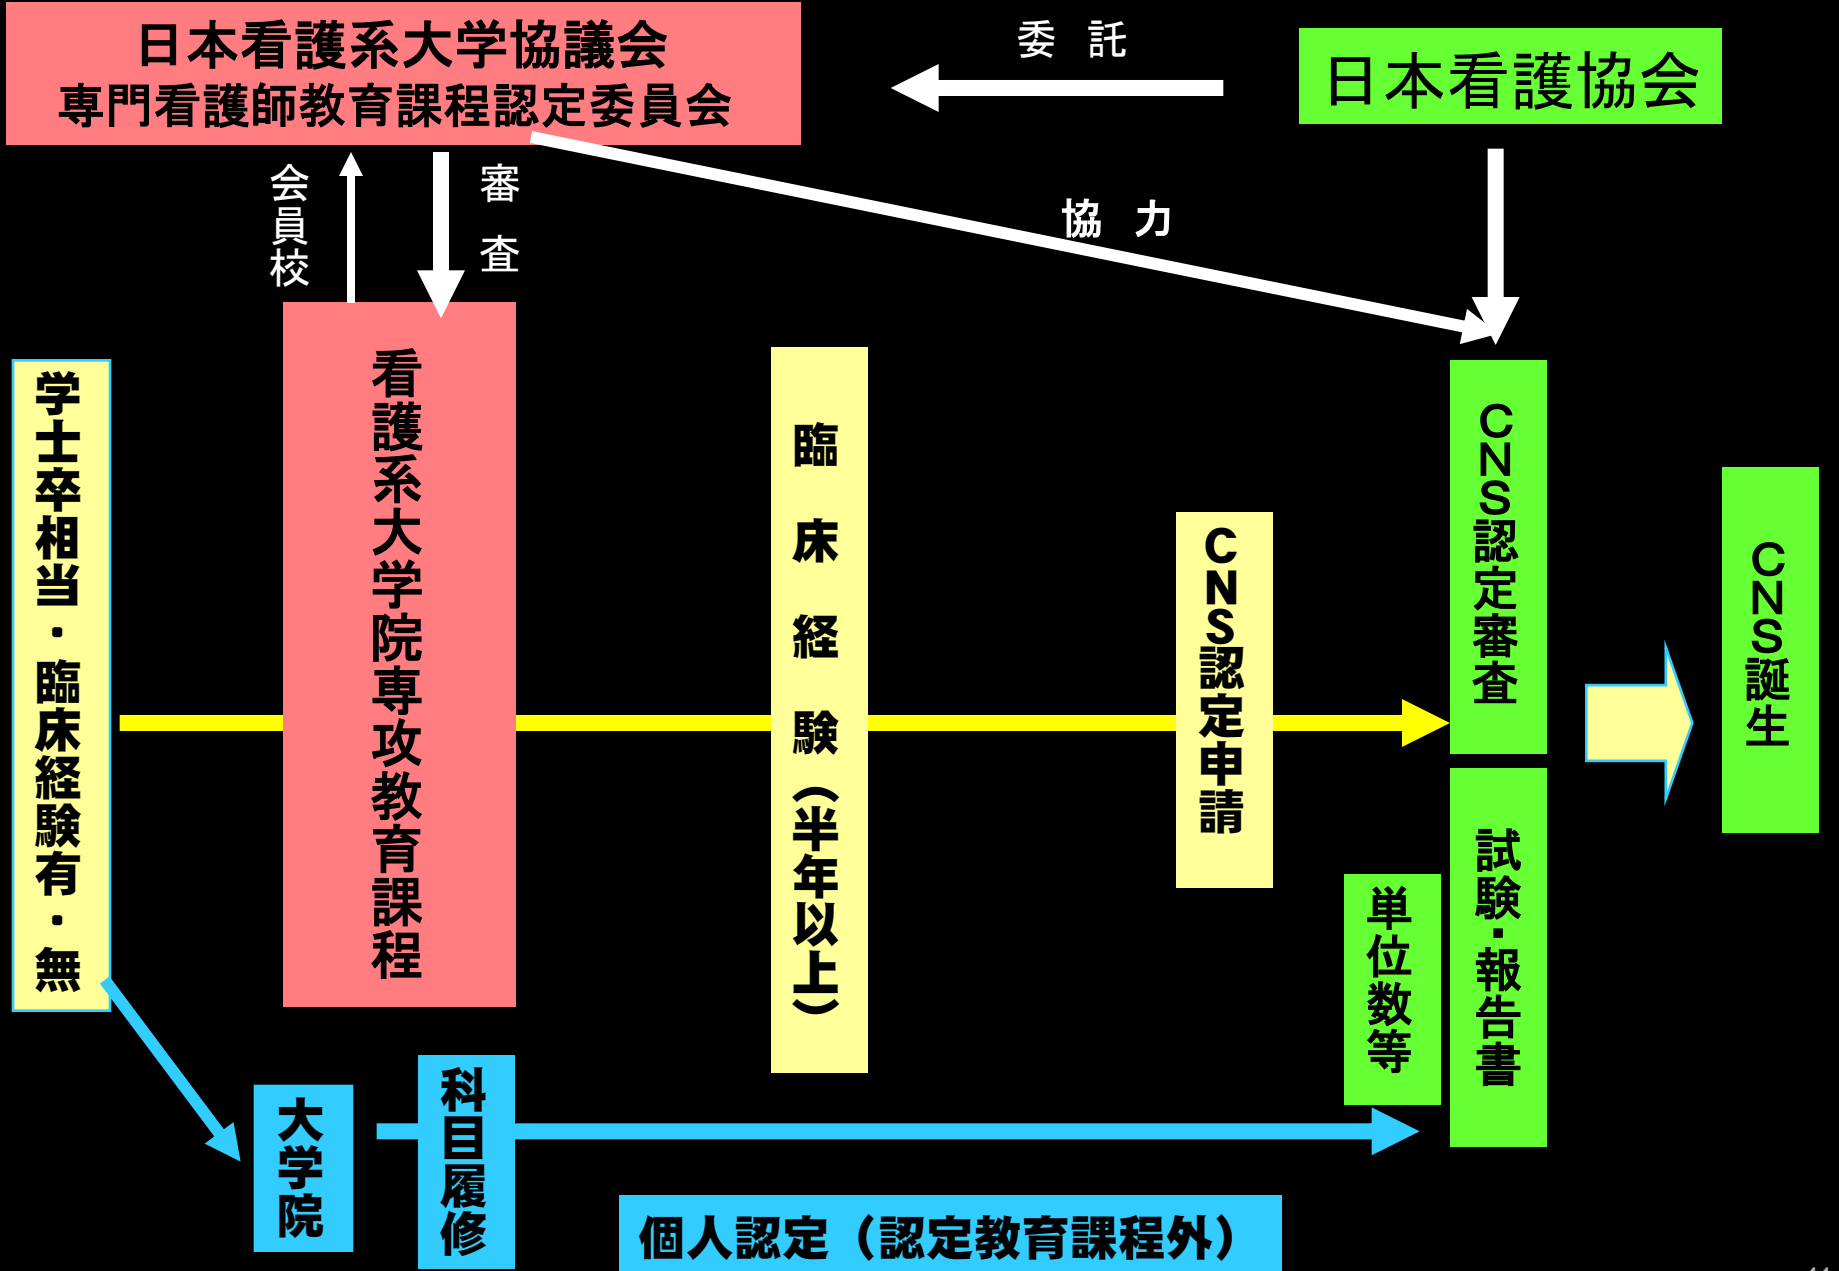 日本看護系大学協議会
専門看護師教育課程認定委員会
委 託
日本看護協会
会員校
審査
協 力
学士卒相当・臨床経験有・無
看護系大学院専攻教育課程
臨床経験（半年以上）
ＣＮＳ認定申請
ＣＮＳ認定審査
ＣＮＳ誕生
試験・報告書
単位数等
大学院
科目履修
個人認定（認定教育課程外）